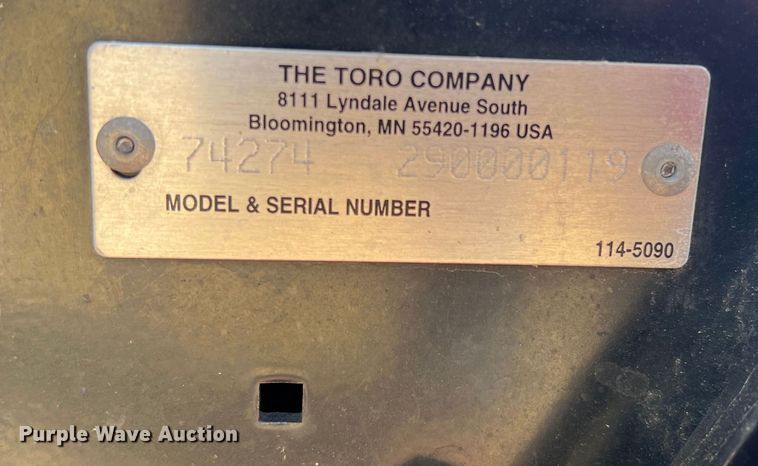 THE TORO COMPANY
8111 Lyndale Avenue South
Bloomington, MN 55420-1196 USA
74274 290000119
MODEL & SERIAL NUMBER
114-5090
Purple Wave Auction